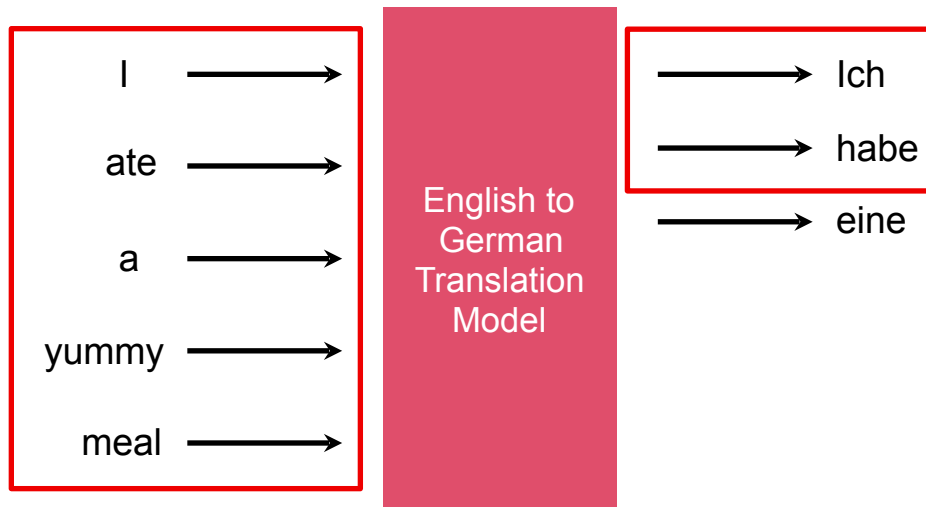 I
ate
a
yummy
meal
English to
German
Translation
Model
Ich
habe
eine